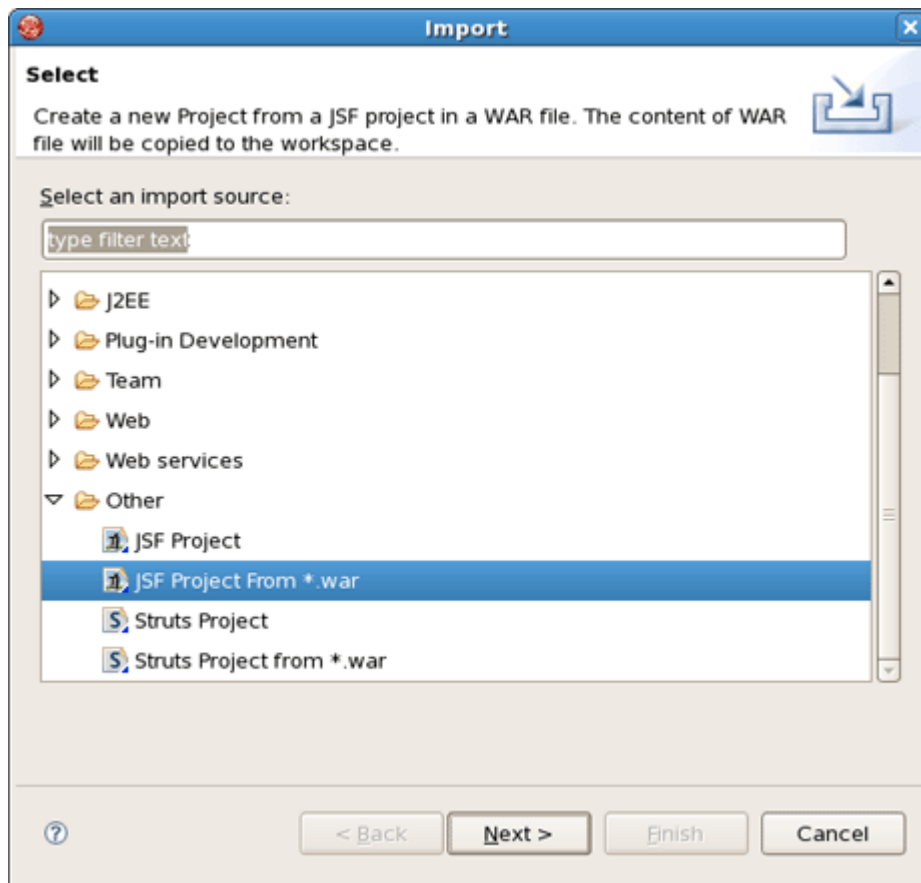 Import
Select
Create a new Project from a JSF project in a WAR file. The content of WAR
file will be copied to the workspace.
Select an import source:
type filter text
J2EE
Plug-in Development
Team
Web
Web services
Other
JSF Project
JSF Project From *.war
Struts Project
Struts Project from *.war
< Back Next > Finish Cancel